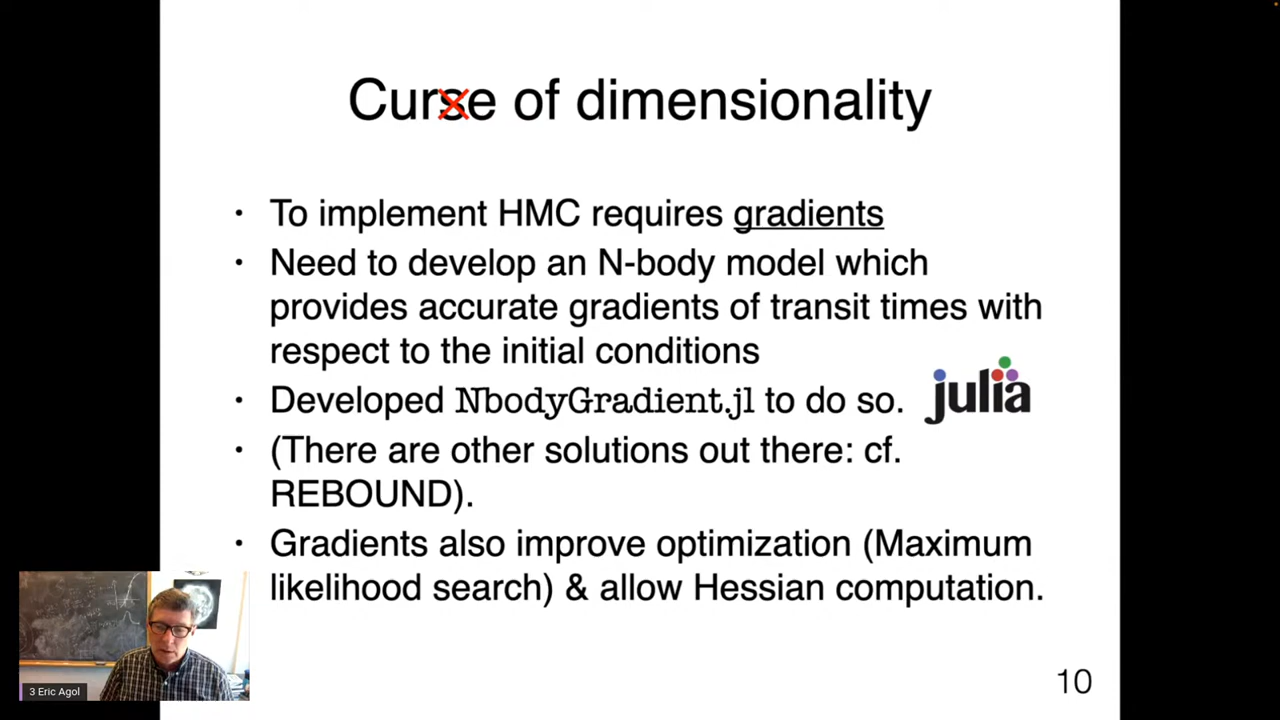 Curse of dimensionality
• To implement HMC requires gradients
• Need to develop an N-body model which
provides accurate gradients of transit times with
respect to the initial conditions
• Developed NbodyGradient.jl to do so.
julia
• (There are other solutions out there: cf.
REBOUND).
• Gradients also improve optimization (Maximum
likelihood search) & allow Hessian computation.
3 Eric Agol
10